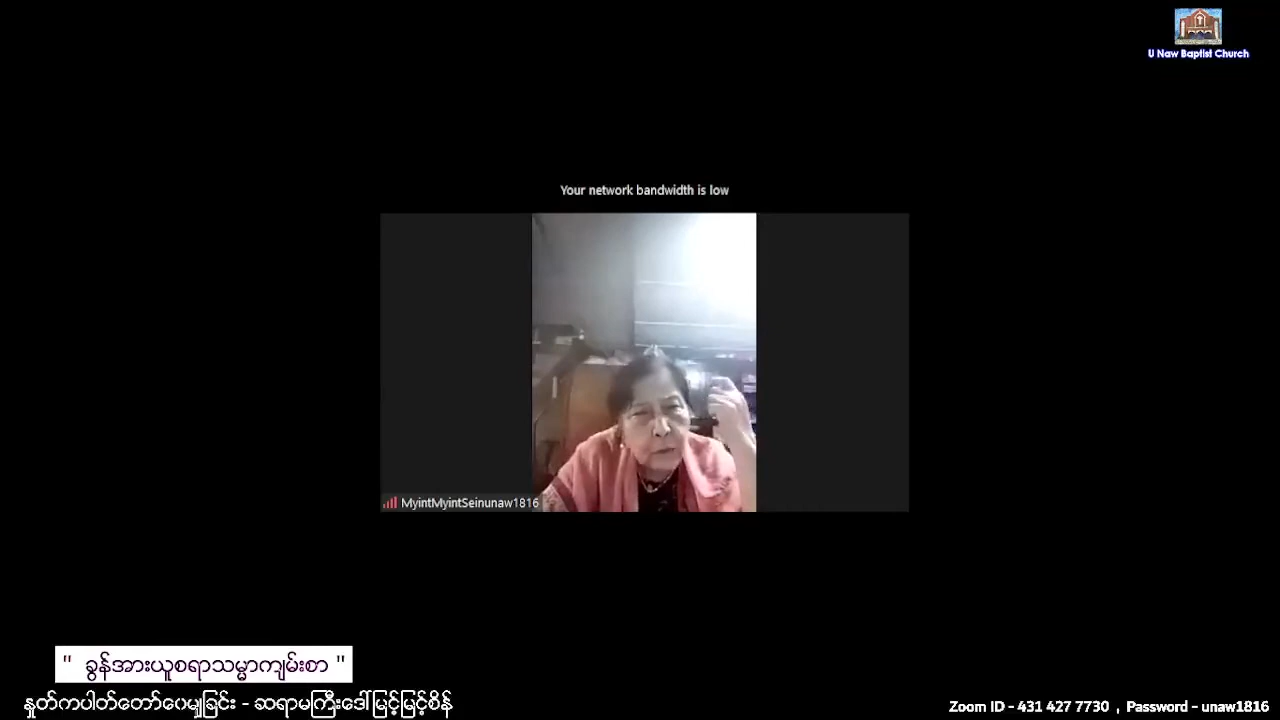 U Naw Baptist Church
Your network bandwidth is low
MyintMyintSeinunaw1816
" ခွန်အားယူစရာသမ္မာကျမ်းစာ "
နှုတ်ကပါတ်တော်ဝေမျှခြင်း - ဆရာမကြီးဒေါ်မြင့်မြင့်စိန်
Zoom ID - 431 427 7730 , Password - unaw1816